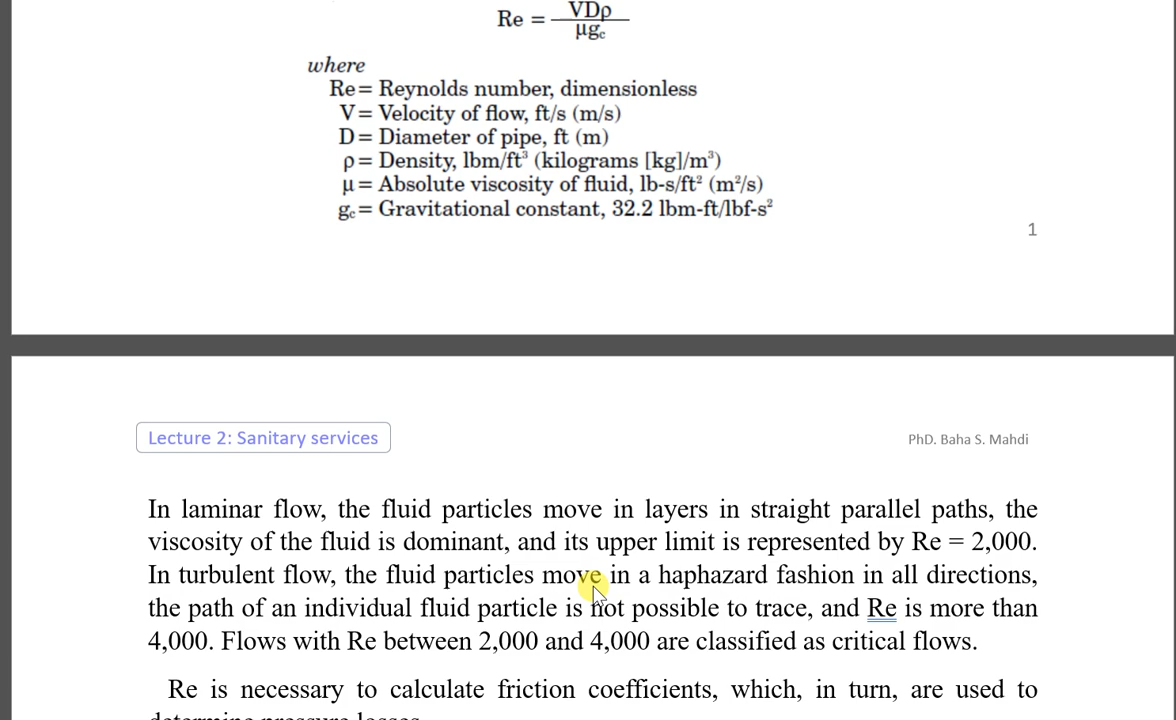 Re = VDρ
μgc
where
Re= Reynolds number, dimensionless
V= Velocity of flow, ft/s (m/s)
D= Diameter of pipe, ft (m)
ρ= Density, lbm/ft³ (kilograms [kg]/m³)
μ= Absolute viscosity of fluid, lb-s/ft² (m²/s)
gc= Gravitational constant, 32.2 lbm-ft/lbf-s²
1
Lecture 2: Sanitary services
PhD. Baha S. Mahdi
In laminar flow, the fluid particles move in layers in straight parallel paths, the
viscosity of the fluid is dominant, and its upper limit is represented by Re = 2,000.
In turbulent flow, the fluid particles move in a haphazard fashion in all directions,
the path of an individual fluid particle is not possible to trace, and Re is more than
4,000. Flows with Re between 2,000 and 4,000 are classified as critical flows.
Re is necessary to calculate friction coefficients, which, in turn, are used to
determine pressure losses.